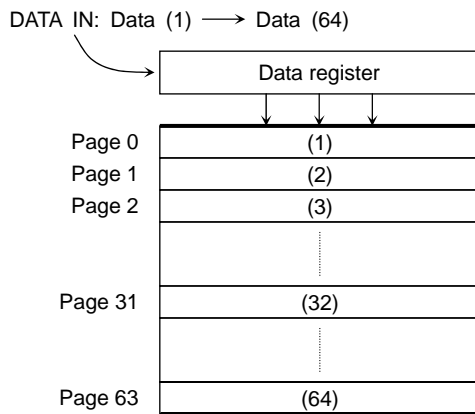 DATA IN: Data (1) ⟶ Data (64)
Data register
Page 0 (1)
Page 1 (2)
Page 2 (3)
Page 31 (32)
Page 63 (64)